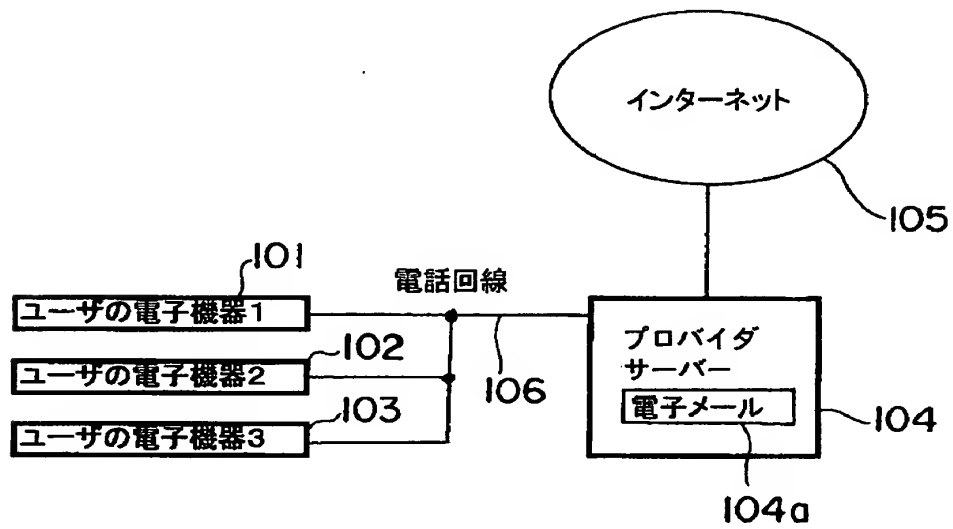 インターネット
105
101
電話回線
ユーザの電子機器1
102
ユーザの電子機器2
106
プロバイダ
サーバー
電子メール
104
103
ユーザの電子機器3
104a